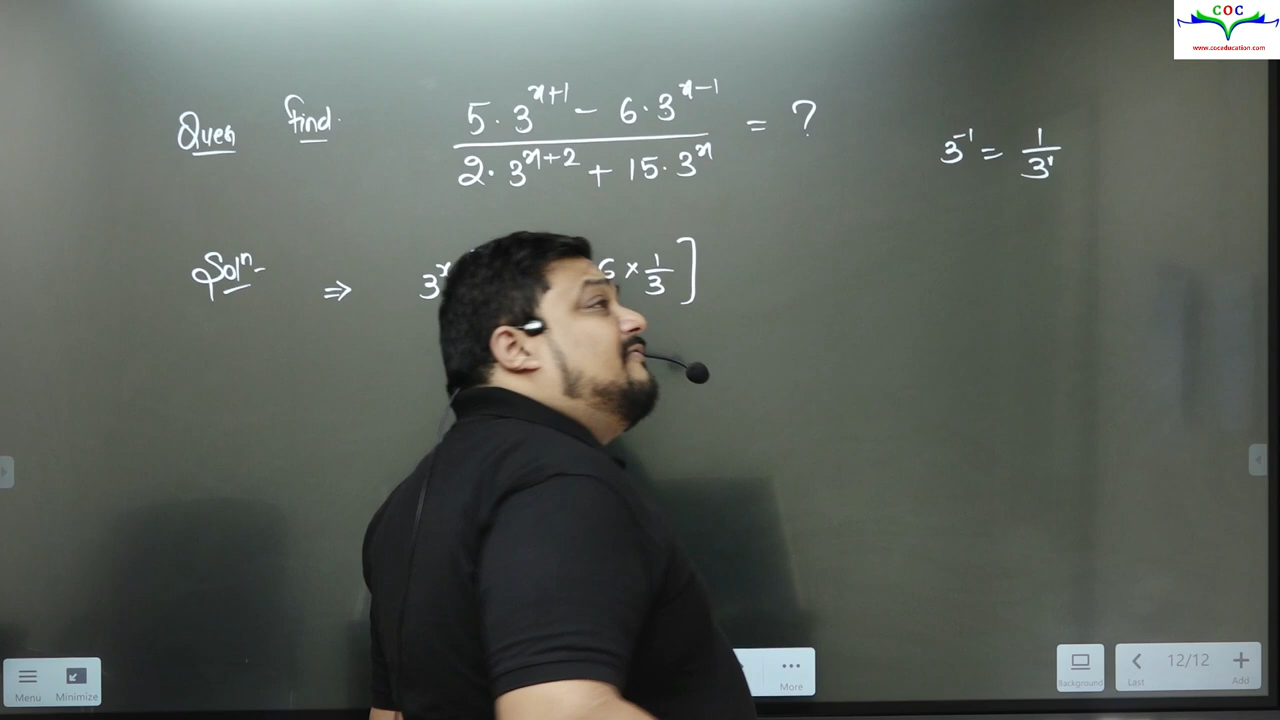 COC
www.coceducation.com
Ques Find. 5·3^{x+1} - 6·3^{x-1} / 2·3^{x+2} + 15·3^x = ?
3^{-1} = 1/3^1
Solⁿ- ⇒ 3^x 6 × 1/3 ]
Menu
Minimize
More
Background
Last
12/12
Add